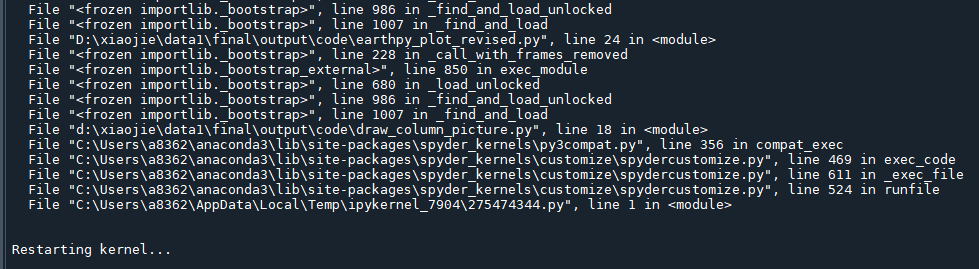 File "<frozen importlib._bootstrap>", line 986 in _find_and_load_unlocked
File "<frozen importlib._bootstrap>", line 1007 in _find_and_load
File "D:\xiaojie\data1\final\output\code\earthpy_plot_revised.py", line 24 in <module>
File "<frozen importlib._bootstrap>", line 228 in _call_with_frames_removed
File "<frozen importlib._bootstrap_external>", line 850 in exec_module
File "<frozen importlib._bootstrap>", line 680 in _load_unlocked
File "<frozen importlib._bootstrap>", line 986 in _find_and_load_unlocked
File "<frozen importlib._bootstrap>", line 1007 in _find_and_load
File "d:\xiaojie\data1\final\output\code\draw_column_picture.py", line 18 in <module>
File "C:\Users\a8362\anaconda3\lib\site-packages\spyder_kernels\py3compat.py", line 356 in compat_exec
File "C:\Users\a8362\anaconda3\lib\site-packages\spyder_kernels\customize\spydercustomize.py", line 469 in exec_code
File "C:\Users\a8362\anaconda3\lib\site-packages\spyder_kernels\customize\spydercustomize.py", line 611 in _exec_file
File "C:\Users\a8362\anaconda3\lib\site-packages\spyder_kernels\customize\spydercustomize.py", line 524 in runfile
File "C:\Users\a8362\AppData\Local\Temp\ipykernel_7904\275474344.py", line 1 in <module>
Restarting kernel...